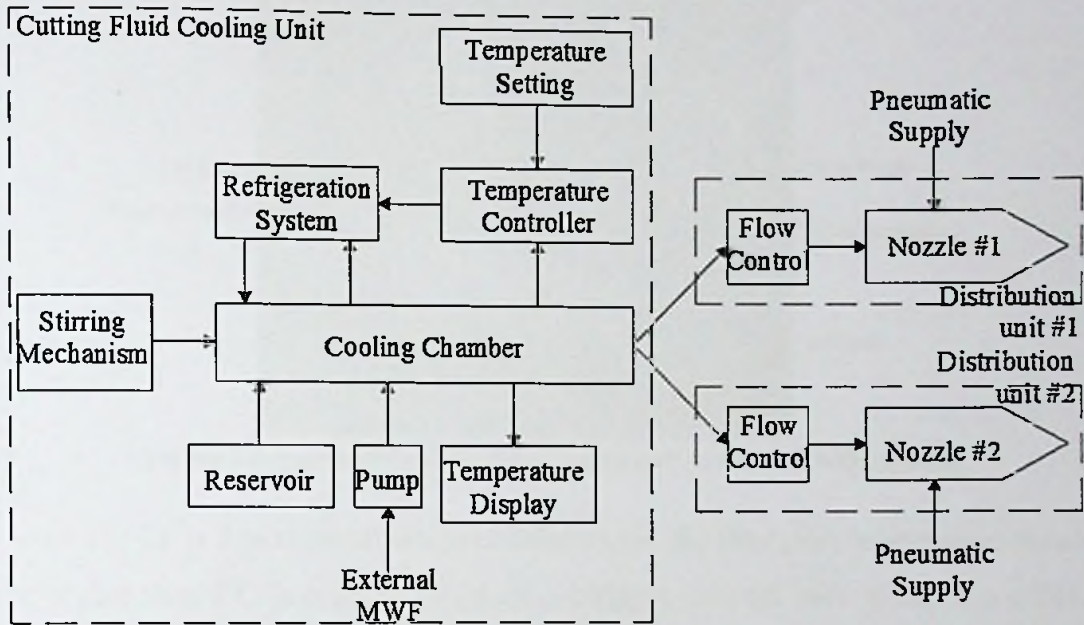 Cutting Fluid Cooling Unit
Temperature
Setting
Pneumatic
Supply
Refrigeration
System
Temperature
Controller
Flow
Control
Nozzle #1
Distribution
unit #1
Stirring
Mechanism
Cooling Chamber
Distribution
unit #2
Flow
Control
Nozzle #2
Reservoir
Pump
Temperature
Display
External
MWF
Pneumatic
Supply